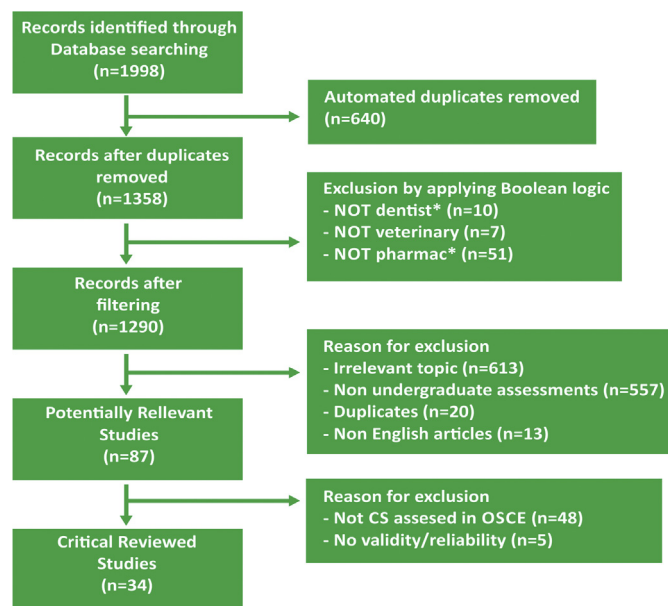 Records identified through
Database searching
(n=1998)
Automated duplicates removed
(n=640)
Records after duplicates
removed
(n=1358)
Exclusion by applying Boolean logic
- NOT dentist* (n=10)
- NOT veterinary (n=7)
- NOT pharmac* (n=51)
Records after
filtering
(n=1290)
Reason for exclusion
- Irrelevant topic (n=613)
- Non undergraduate assessments (n=557)
- Duplicates (n=20)
- Non English articles (n=13)
Potentially Rellevant
Studies
(n=87)
Reason for exclusion
- Not CS assesed in OSCE (n=48)
- No validity/reliability (n=5)
Critical Reviewed
Studies
(n=34)